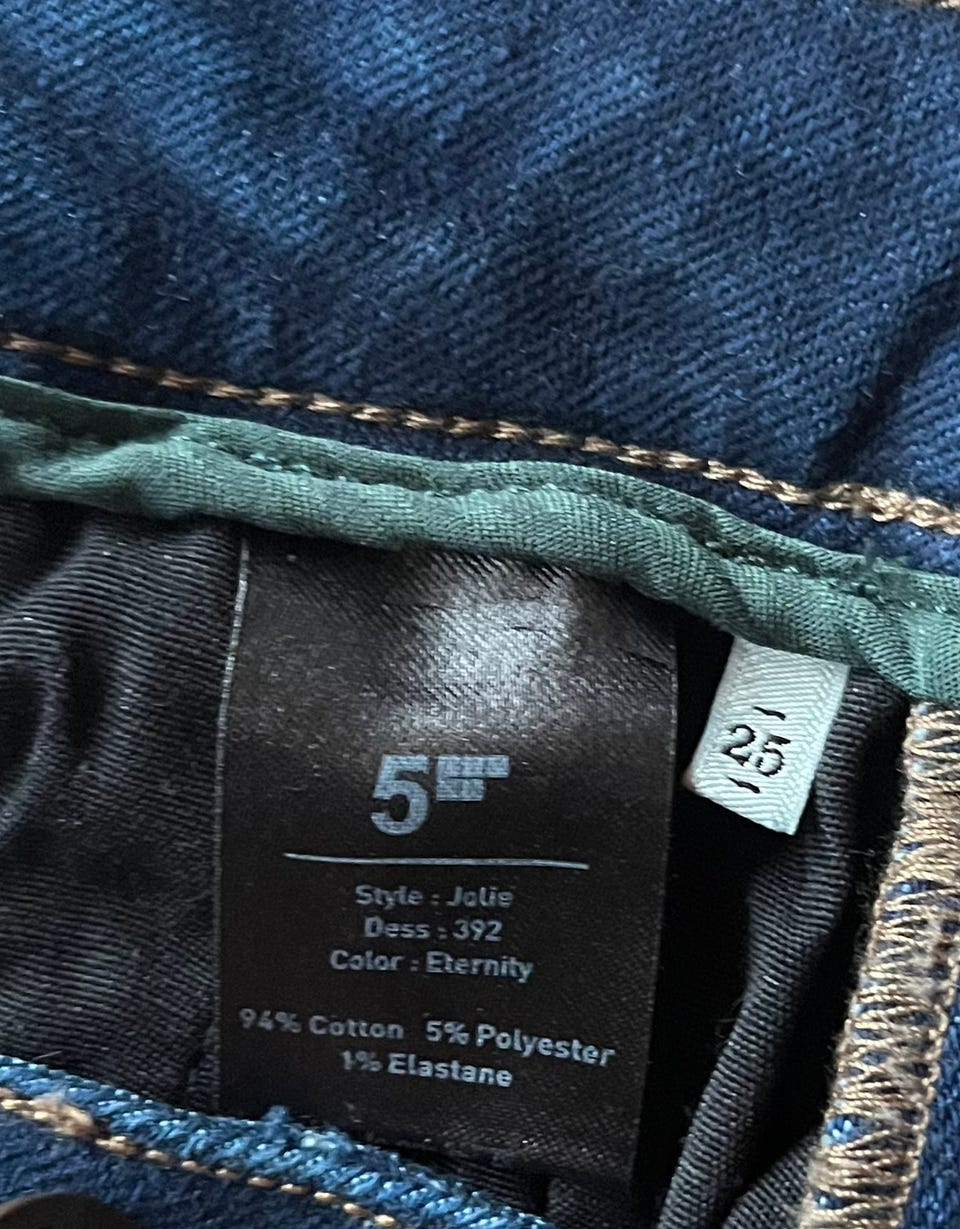 5
25
Style : Jolie
Dess : 392
Color : Eternity
94% Cotton 5% Polyester
1% Elastane